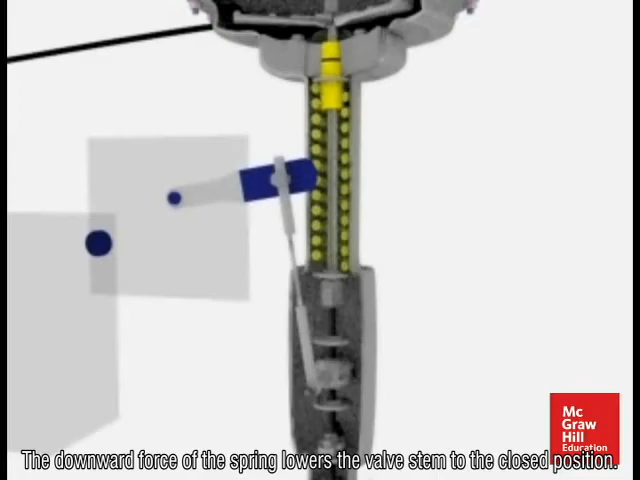 Mc
Graw
Hill
Education
The downward force of the spring lowers the valve stem to the closed position.